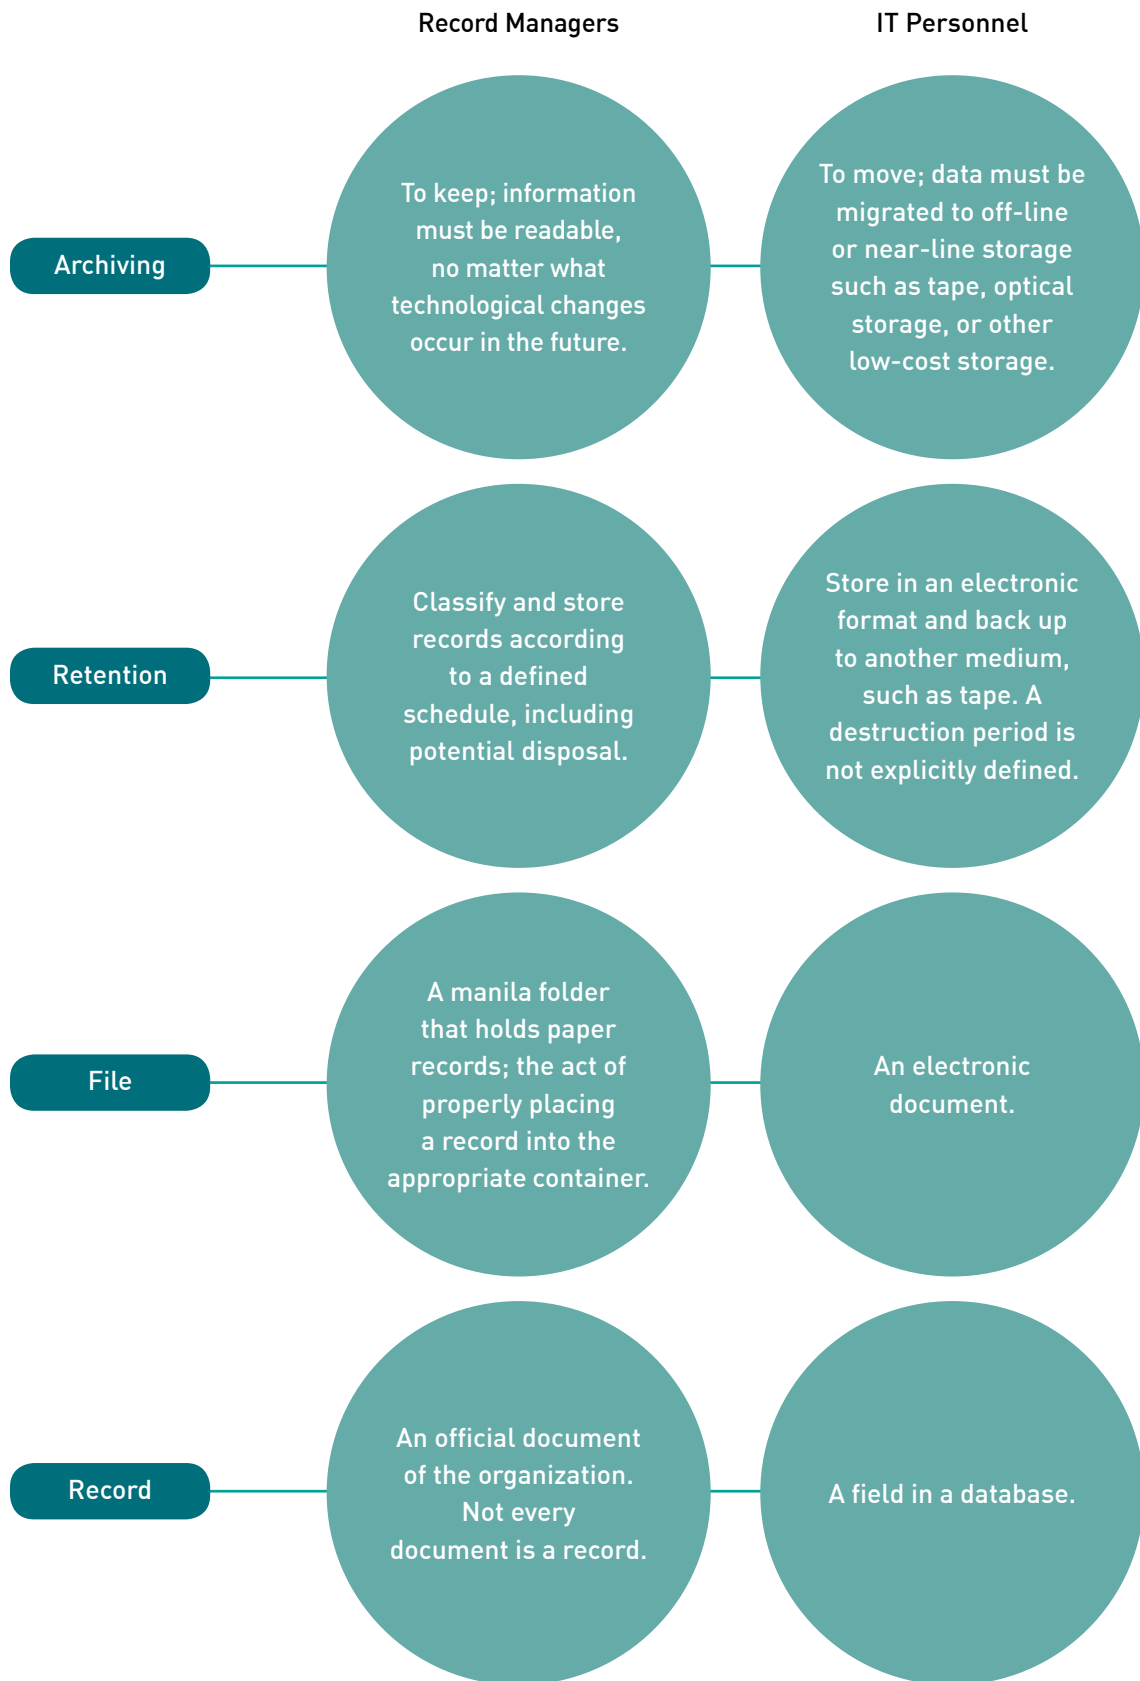 Record Managers
IT Personnel
Archiving
To keep; information
must be readable,
no matter what
technological changes
occur in the future.
To move; data must be
migrated to off-line
or near-line storage
such as tape, optical
storage, or other
low-cost storage.
Retention
Classify and store
records according
to a defined
schedule, including
potential disposal.
Store in an electronic
format and back up
to another medium,
such as tape. A
destruction period is
not explicitly defined.
File
A manila folder
that holds paper
records; the act of
properly placing
a record into the
appropriate container.
An electronic
document.
Record
An official document
of the organization.
Not every
document is a record.
A field in a database.